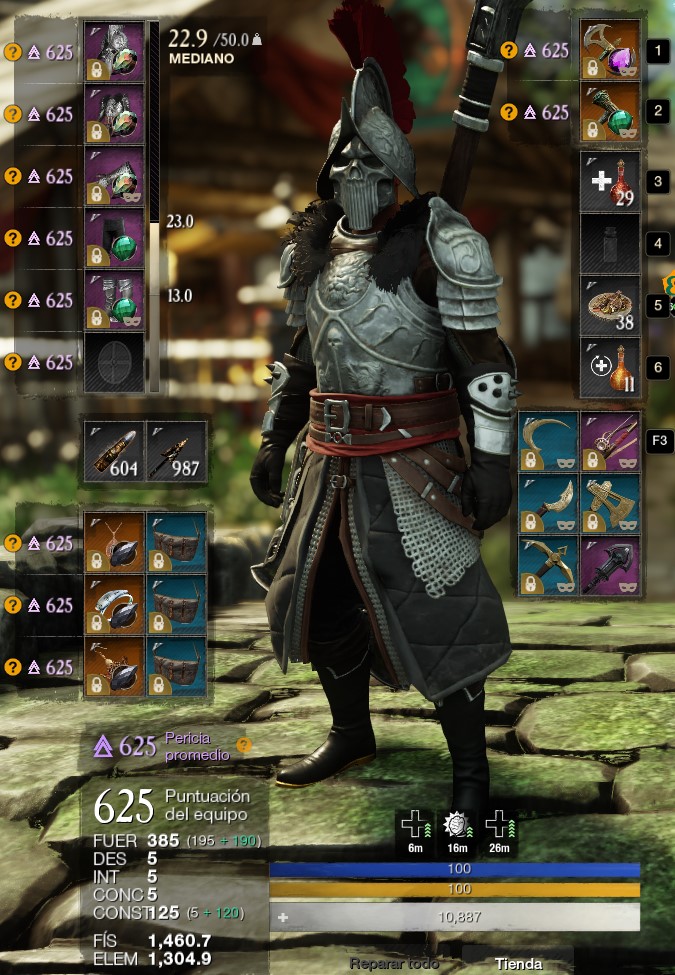 625
22.9 /50.0
MEDIANO
625
1
625
625
2
625
29
3
625
23.0
4
625
13.0
38
5
625
11
6
604
987
F3
625
625
625
625 Pericia
promedio
625 Puntuación
del equipo
FUER 385 (195 + 190)
DES 5
INT 5
CONC 5
CONST 125 (5 + 120)
FÍS 1,460.7
ELEM 1,304.9
6m
16m
26m
100
100
10,887
Reparar todo
Tienda